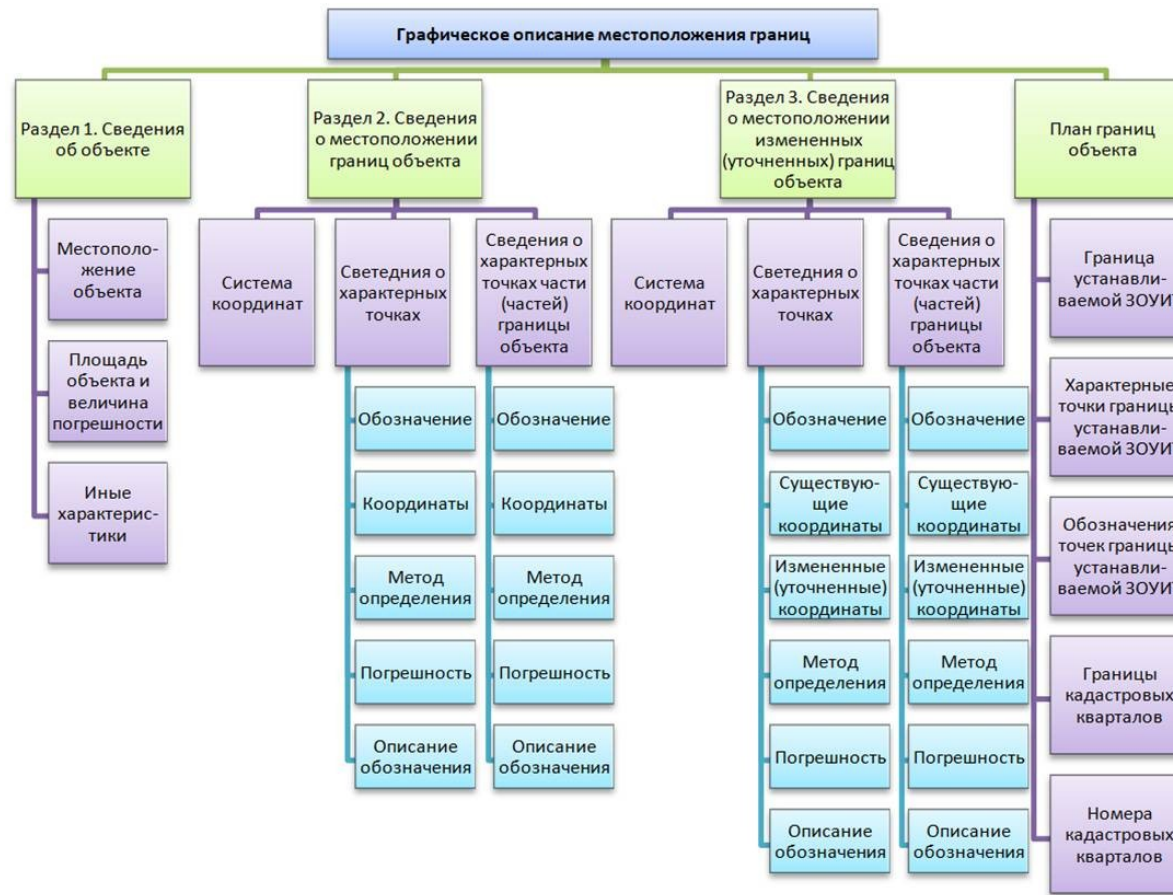 Графическое описание местоположения границ
Раздел 1. Сведения
об объекте
Местополо-
жение
объекта
Площадь
объекта и
величина
погрешности
Иные
характерис-
тики
Раздел 2. Сведения
о местоположении
границ объекта
Система
координат
Светедния о
характерных
точках
Обозначение
Координаты
Метод
определения
Погрешность
Описание
обозначения
Сведения о
характерных
точках части
(частей)
границы
объекта
Обозначение
Координаты
Метод
определения
Погрешность
Описание
обозначения
Раздел 3. Сведения
о местоположении
измененных
(уточненных) границ
объекта
Система
координат
Светедния о
характерных
точках
Обозначение
Существую-
щие
координаты
Измененные
(уточненные)
координаты
Метод
определения
Погрешность
Описание
обозначения
Сведения о
характерных
точках части
(частей)
границы
объекта
Обозначение
Существую-
щие
координаты
Измененные
(уточненные)
координаты
Метод
определения
Погрешность
Описание
обозначения
План границ
объекта
Граница
устанавли-
ваемой ЗОУИТ
Характерные
точки границы
устанавли-
ваемой ЗОУИТ
Обозначения
точек границы
устанавли-
ваемой ЗОУИТ
Границы
кадастровых
кварталов
Номера
кадастровых
кварталов